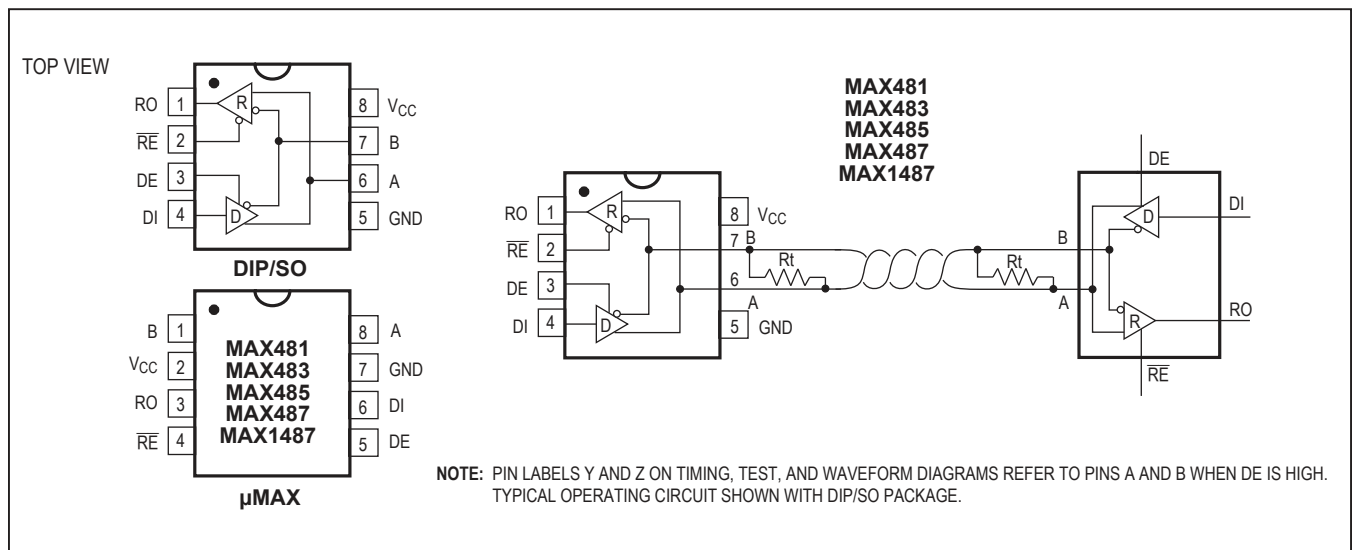 TOP VIEW
RO 1
RE 2
DE 3
DI 4
R
D
8 VCC
7 B
6 A
5 GND
DIP/SO
B 1
VCC 2
RO 3
RE 4
MAX481
MAX483
MAX485
MAX487
MAX1487
8 A
7 GND
6 DI
5 DE
µMAX
MAX481
MAX483
MAX485
MAX487
MAX1487
RO 1
RE 2
DE 3
DI 4
R
D
8 VCC
7 B
6
A
5 GND
Rt
Rt
B
A
DE
D
DI
R
RO
RE
NOTE: PIN LABELS Y AND Z ON TIMING, TEST, AND WAVEFORM DIAGRAMS REFER TO PINS A AND B WHEN DE IS HIGH.
TYPICAL OPERATING CIRCUIT SHOWN WITH DIP/SO PACKAGE.